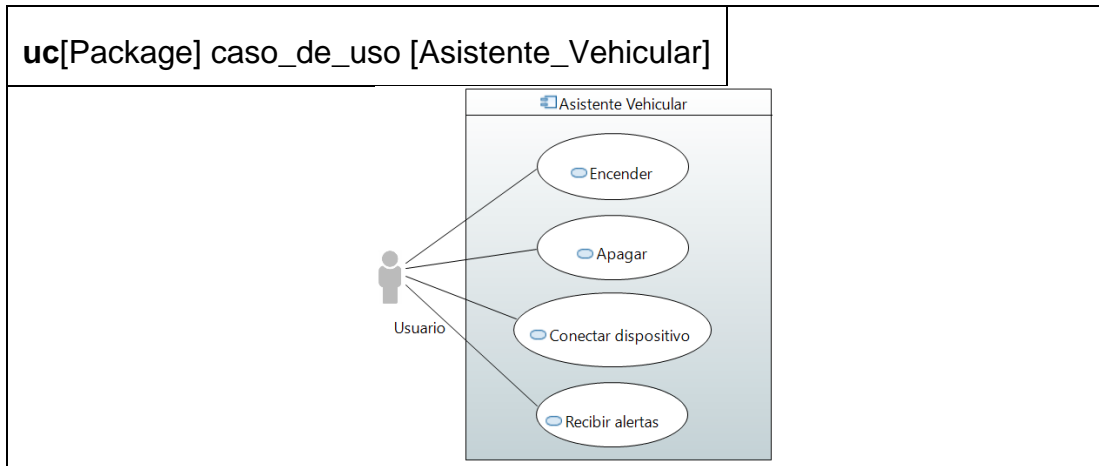 uc[Package] caso_de_uso [Asistente_Vehicular]
Asistente Vehicular
Encender
Apagar
Usuario
Conectar dispositivo
Recibir alertas